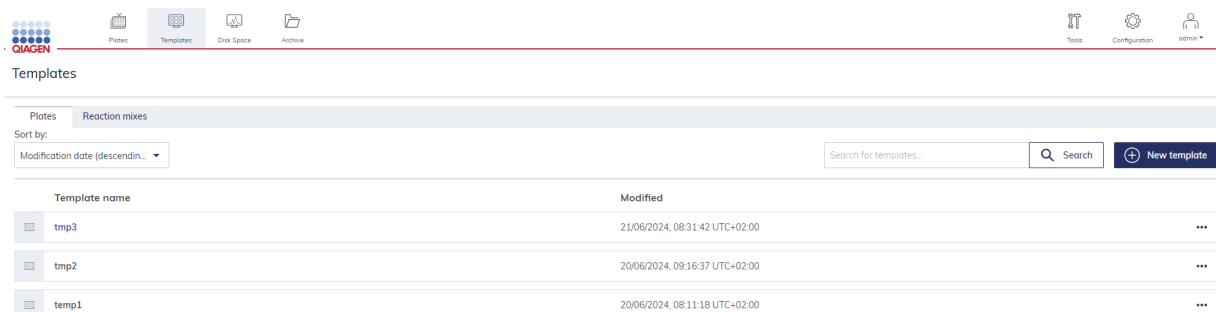 Plates Templates Disk Space Archive Tools Configuration admin
QIAGEN
Templates
Plates Reaction mixes
Sort by:
Modification date (descendin... Search for templates... Search New template
Template name Modified
tmp3 21/06/2024, 08:31:42 UTC+02:00
tmp2 20/06/2024, 09:16:37 UTC+02:00
temp1 20/06/2024, 08:11:18 UTC+02:00